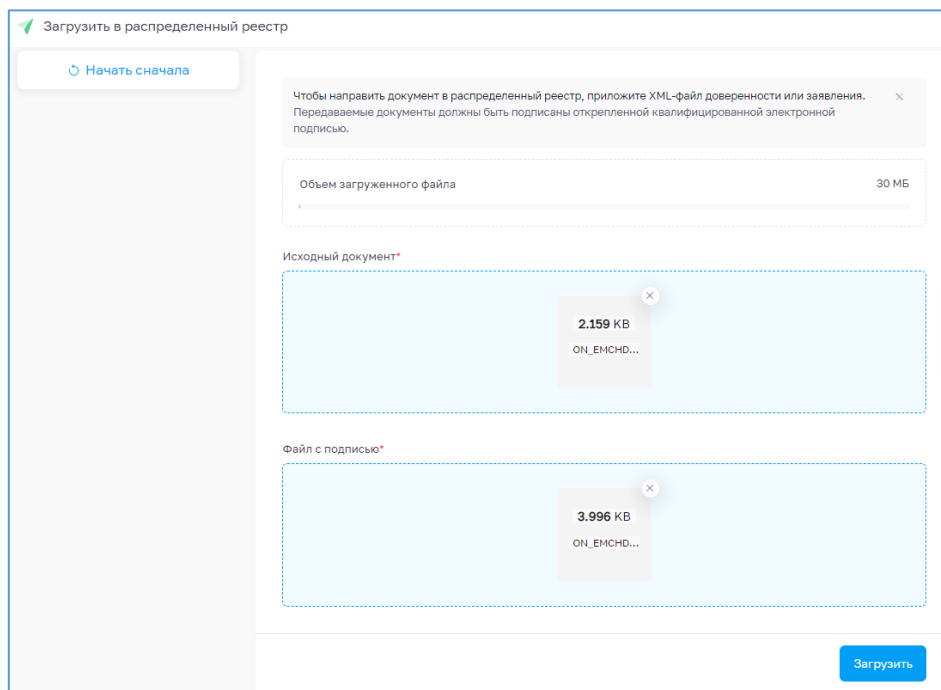 Загрузить в распределенный реестр
Начать сначала
Чтобы направить документ в распределенный реестр, приложите XML-файл доверенности или заявления.
Передаваемые документы должны быть подписаны открепленной квалифицированной электронной
подписью.
Объем загруженного файла 30 МБ
Исходный документ*
2.159 KB
ON_EMCHD...
Файл с подписью*
3.996 KB
ON_EMCHD...
Загрузить